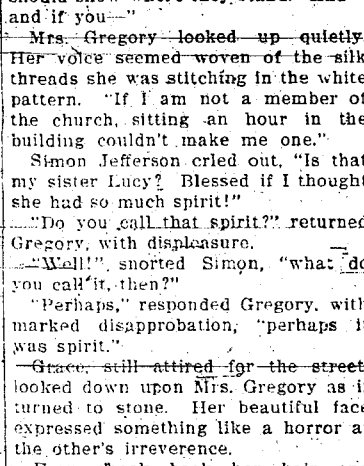 and if you—"
Mrs. Gregory looked up quietly
Her voice seemed woven of the silk
threads she was stitching in the white
pattern. "If I am not a member of
the church, sitting an hour in the
building couldn't make me one."
Simon Jefferson cried out, "Is that
my sister Lucy? Blessed if I thought
she had so much spirit!"
"Do you call that spirit?" returned
Gregory, with displeasure.
"Well!", snorted Simon, "what do
you call it, then?"
"Perhaps," responded Gregory, with
marked disapprobation, "perhaps i
was spirit."
Grace, still attired for the street
looked down upon Mrs. Gregory as i
turned to stone. Her beautiful face
expressed something like a horror a
the other's irreverence.